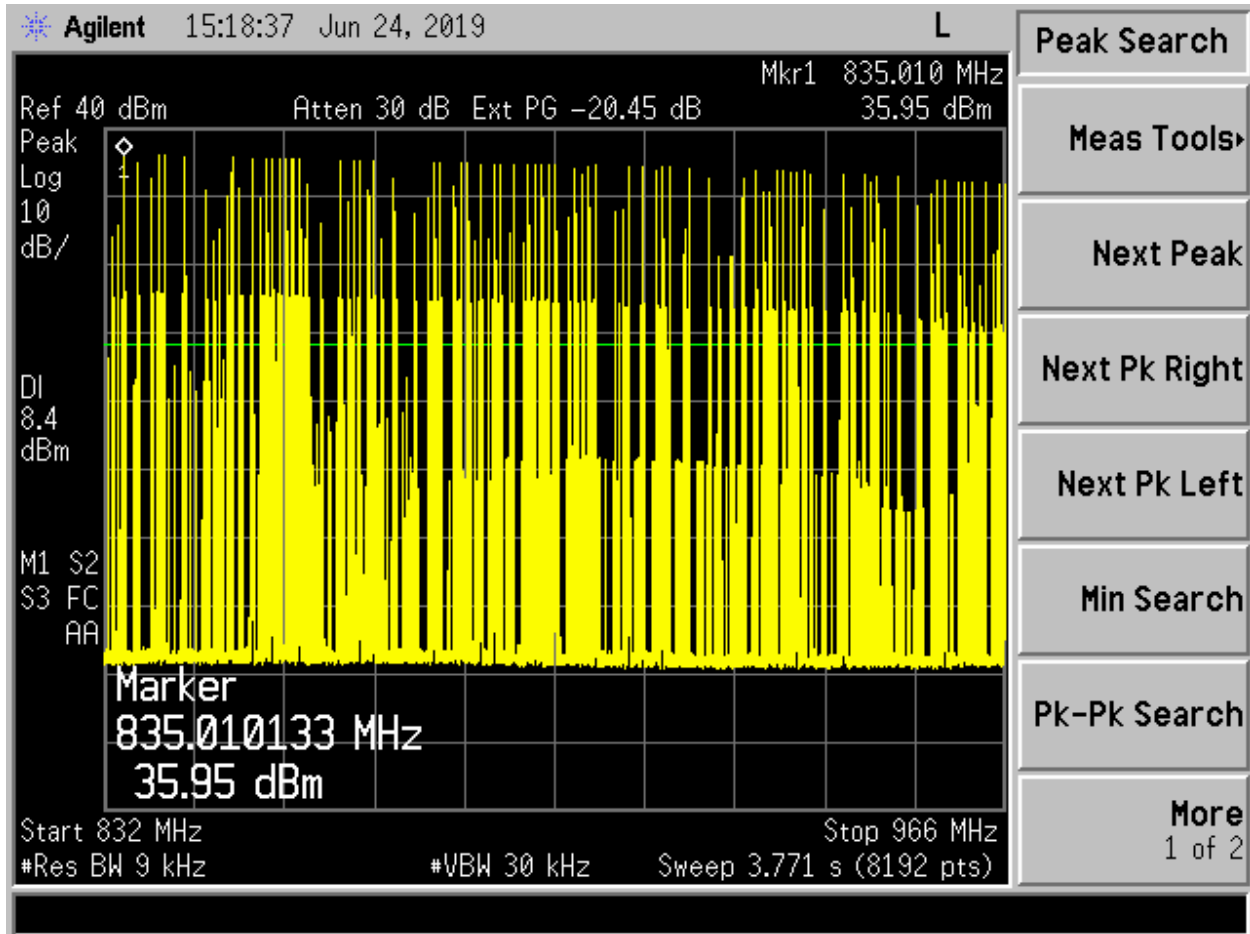 Agilent 15:18:37 Jun 24, 2019 L
Mkr1 835.010 MHz
Ref 40 dBm Atten 30 dB Ext PG -20.45 dB 35.95 dBm
Peak
Log
10
dB/
1
DI
8.4
dBm
M1 S2
S3 FC
AA
Marker
835.010133 MHz
35.95 dBm
Start 832 MHz Stop 966 MHz
#Res BW 9 kHz #VBW 30 kHz Sweep 3.771 s (8192 pts)
Peak Search
Meas Tools▸
Next Peak
Next Pk Right
Next Pk Left
Min Search
Pk-Pk Search
More
1 of 2